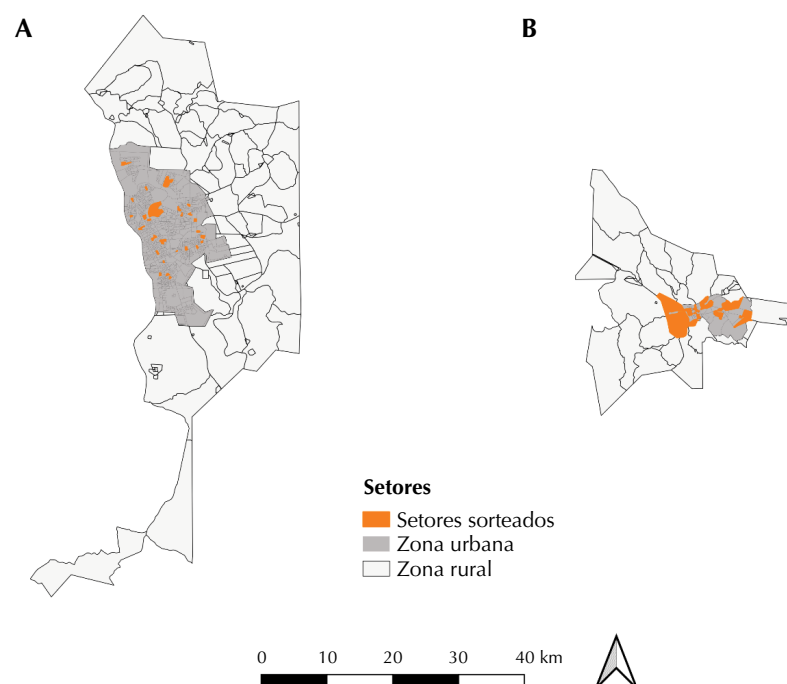 A
B
Setores
Setores sorteados
Zona urbana
Zona rural
0 10 20 30 40 km